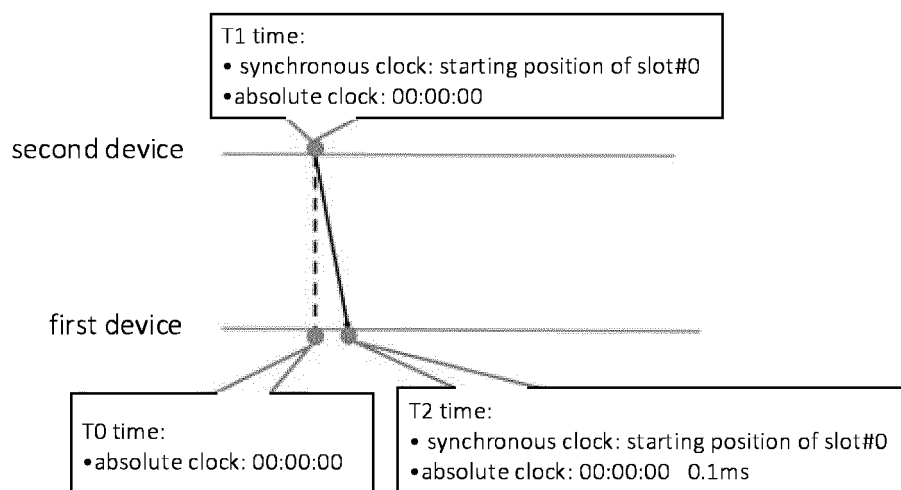 T1 time:
• synchronous clock: starting position of slot#0
•absolute clock: 00:00:00
second device
first device
T0 time:
•absolute clock: 00:00:00
T2 time:
• synchronous clock: starting position of slot#0
•absolute clock: 00:00:00 0.1ms